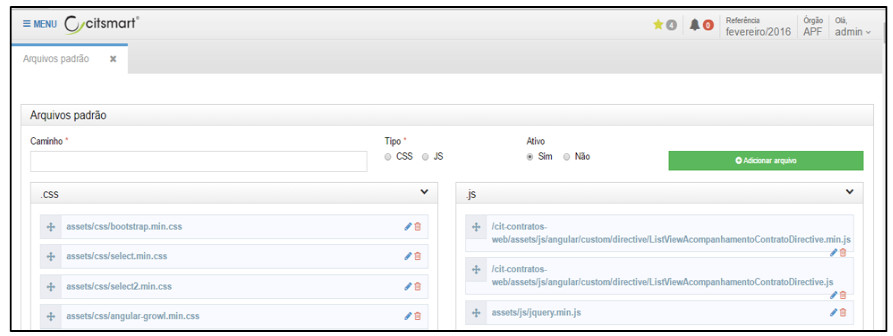 MENU citsmart
4 0 Referência fevereiro/2016 Órgão APF Olá, admin
Arquivos padrão
Arquivos padrão
Caminho * Tipo * Ativo
CSS JS Sim Não Adicionar arquivo
.css
.js
assets/css/bootstrap.min.css
assets/css/select.min.css
assets/css/select2.min.css
assets/css/angular-growl.min.css
/cit-contratos-
web/assets/js/angular/custom/directive/ListViewAcompanhamentoContratoDirective.min.js
/cit-contratos-
web/assets/js/angular/custom/directive/ListViewAcompanhamentoContratoDirective.js
assets/js/jquery.min.js